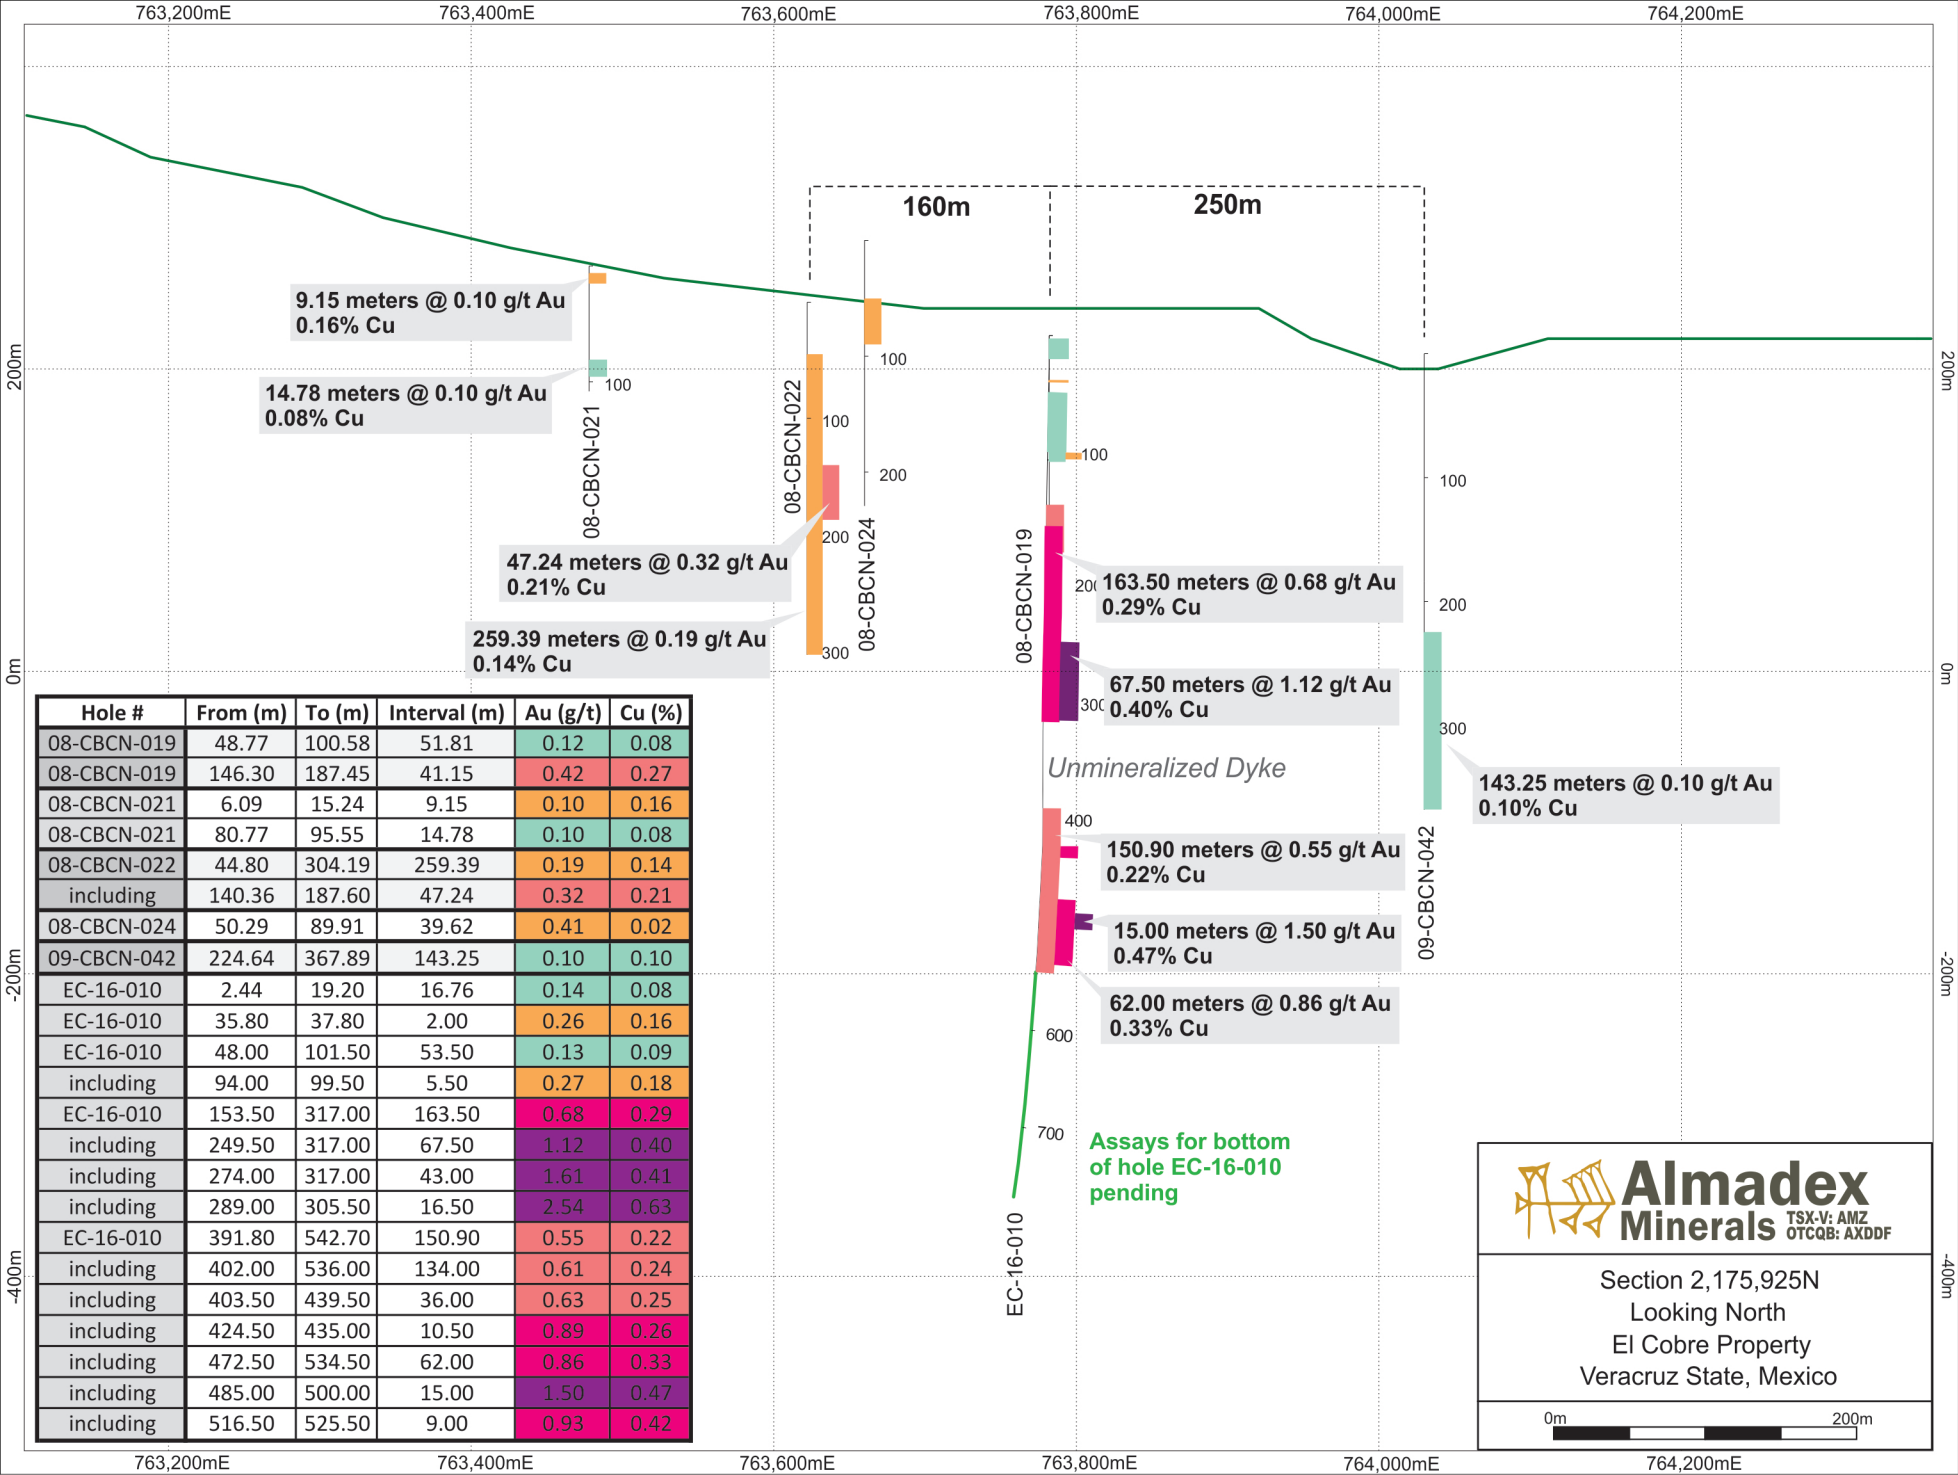 763,200mE 763,400mE 763,600mE 763,800mE 764,000mE 764,200mE
160m 250m
9.15 meters @ 0.10 g/t Au
0.16% Cu
200m 200m
14.78 meters @ 0.10 g/t Au
0.08% Cu
100
08-CBCN-021
08-CBCN-022
100
200
300
08-CBCN-024
100
200
47.24 meters @ 0.32 g/t Au
0.21% Cu
259.39 meters @ 0.19 g/t Au
0.14% Cu
08-CBCN-019
100
200
300
163.50 meters @ 0.68 g/t Au
0.29% Cu
67.50 meters @ 1.12 g/t Au
0.40% Cu
100
200
300
0m 0m
Unmineralized Dyke
143.25 meters @ 0.10 g/t Au
0.10% Cu
09-CBCN-042
400
150.90 meters @ 0.55 g/t Au
0.22% Cu
15.00 meters @ 1.50 g/t Au
0.47% Cu
62.00 meters @ 0.86 g/t Au
0.33% Cu
-200m -200m
600
700
Assays for bottom
of hole EC-16-010
pending
EC-16-010
-400m -400m
Hole # From (m) To (m) Interval (m) Au (g/t) Cu (%)
08-CBCN-019 48.77 100.58 51.81 0.12 0.08
08-CBCN-019 146.30 187.45 41.15 0.42 0.27
08-CBCN-021 6.09 15.24 9.15 0.10 0.16
08-CBCN-021 80.77 95.55 14.78 0.10 0.08
08-CBCN-022 44.80 304.19 259.39 0.19 0.14
including 140.36 187.60 47.24 0.32 0.21
08-CBCN-024 50.29 89.91 39.62 0.41 0.02
09-CBCN-042 224.64 367.89 143.25 0.10 0.10
EC-16-010 2.44 19.20 16.76 0.14 0.08
EC-16-010 35.80 37.80 2.00 0.26 0.16
EC-16-010 48.00 101.50 53.50 0.13 0.09
including 94.00 99.50 5.50 0.27 0.18
EC-16-010 153.50 317.00 163.50 0.68 0.29
including 249.50 317.00 67.50 1.12 0.40
including 274.00 317.00 43.00 1.61 0.41
including 289.00 305.50 16.50 2.54 0.63
EC-16-010 391.80 542.70 150.90 0.55 0.22
including 402.00 536.00 134.00 0.61 0.24
including 403.50 439.50 36.00 0.63 0.25
including 424.50 435.00 10.50 0.89 0.26
including 472.50 534.50 62.00 0.86 0.33
including 485.00 500.00 15.00 1.50 0.47
including 516.50 525.50 9.00 0.93 0.42
Almadex
Minerals TSX-V: AMZ
OTCQB: AXDDF
Section 2,175,925N
Looking North
El Cobre Property
Veracruz State, Mexico
0m 200m
763,200mE 763,400mE 763,600mE 763,800mE 764,000mE 764,200mE